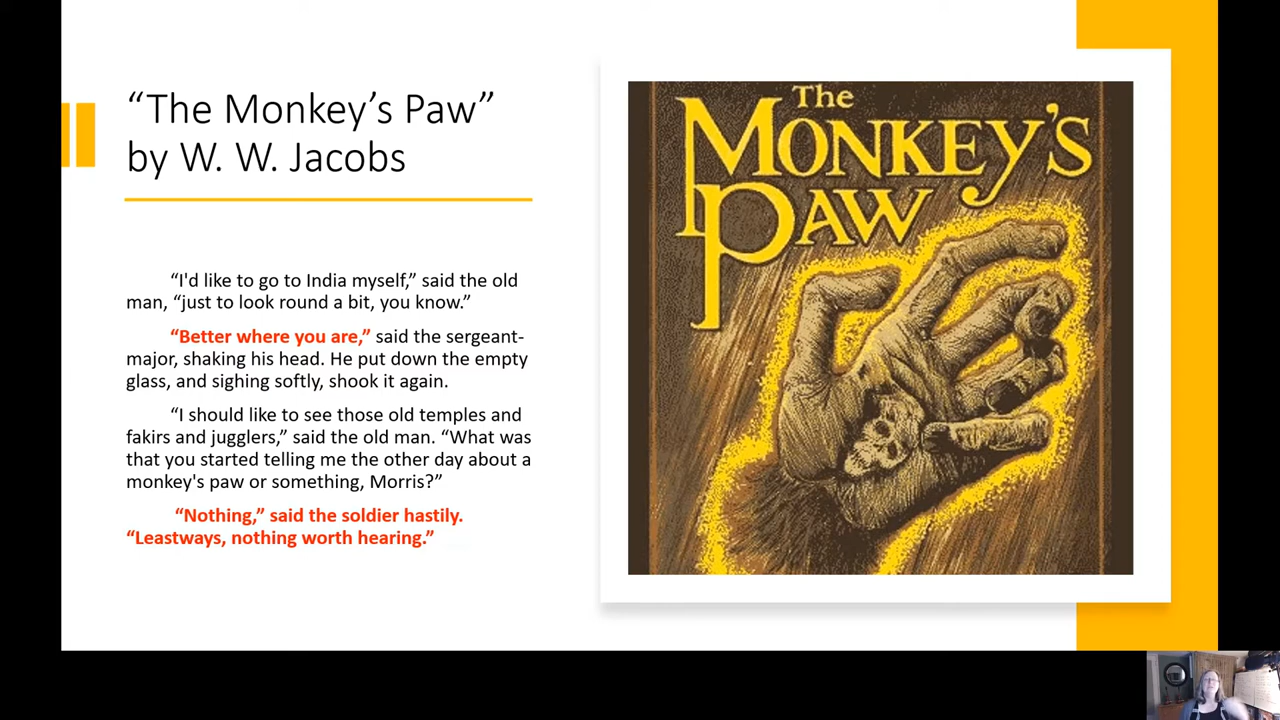 “The Monkey’s Paw”
by W. W. Jacobs
“I'd like to go to India myself,” said the old
man, “just to look round a bit, you know.”
“Better where you are,” said the sergeant-
major, shaking his head. He put down the empty
glass, and sighing softly, shook it again.
“I should like to see those old temples and
fakirs and jugglers,” said the old man. “What was
that you started telling me the other day about a
monkey's paw or something, Morris?”
“Nothing,” said the soldier hastily.
“Leastways, nothing worth hearing.”
The
MONKEY’S
PAW